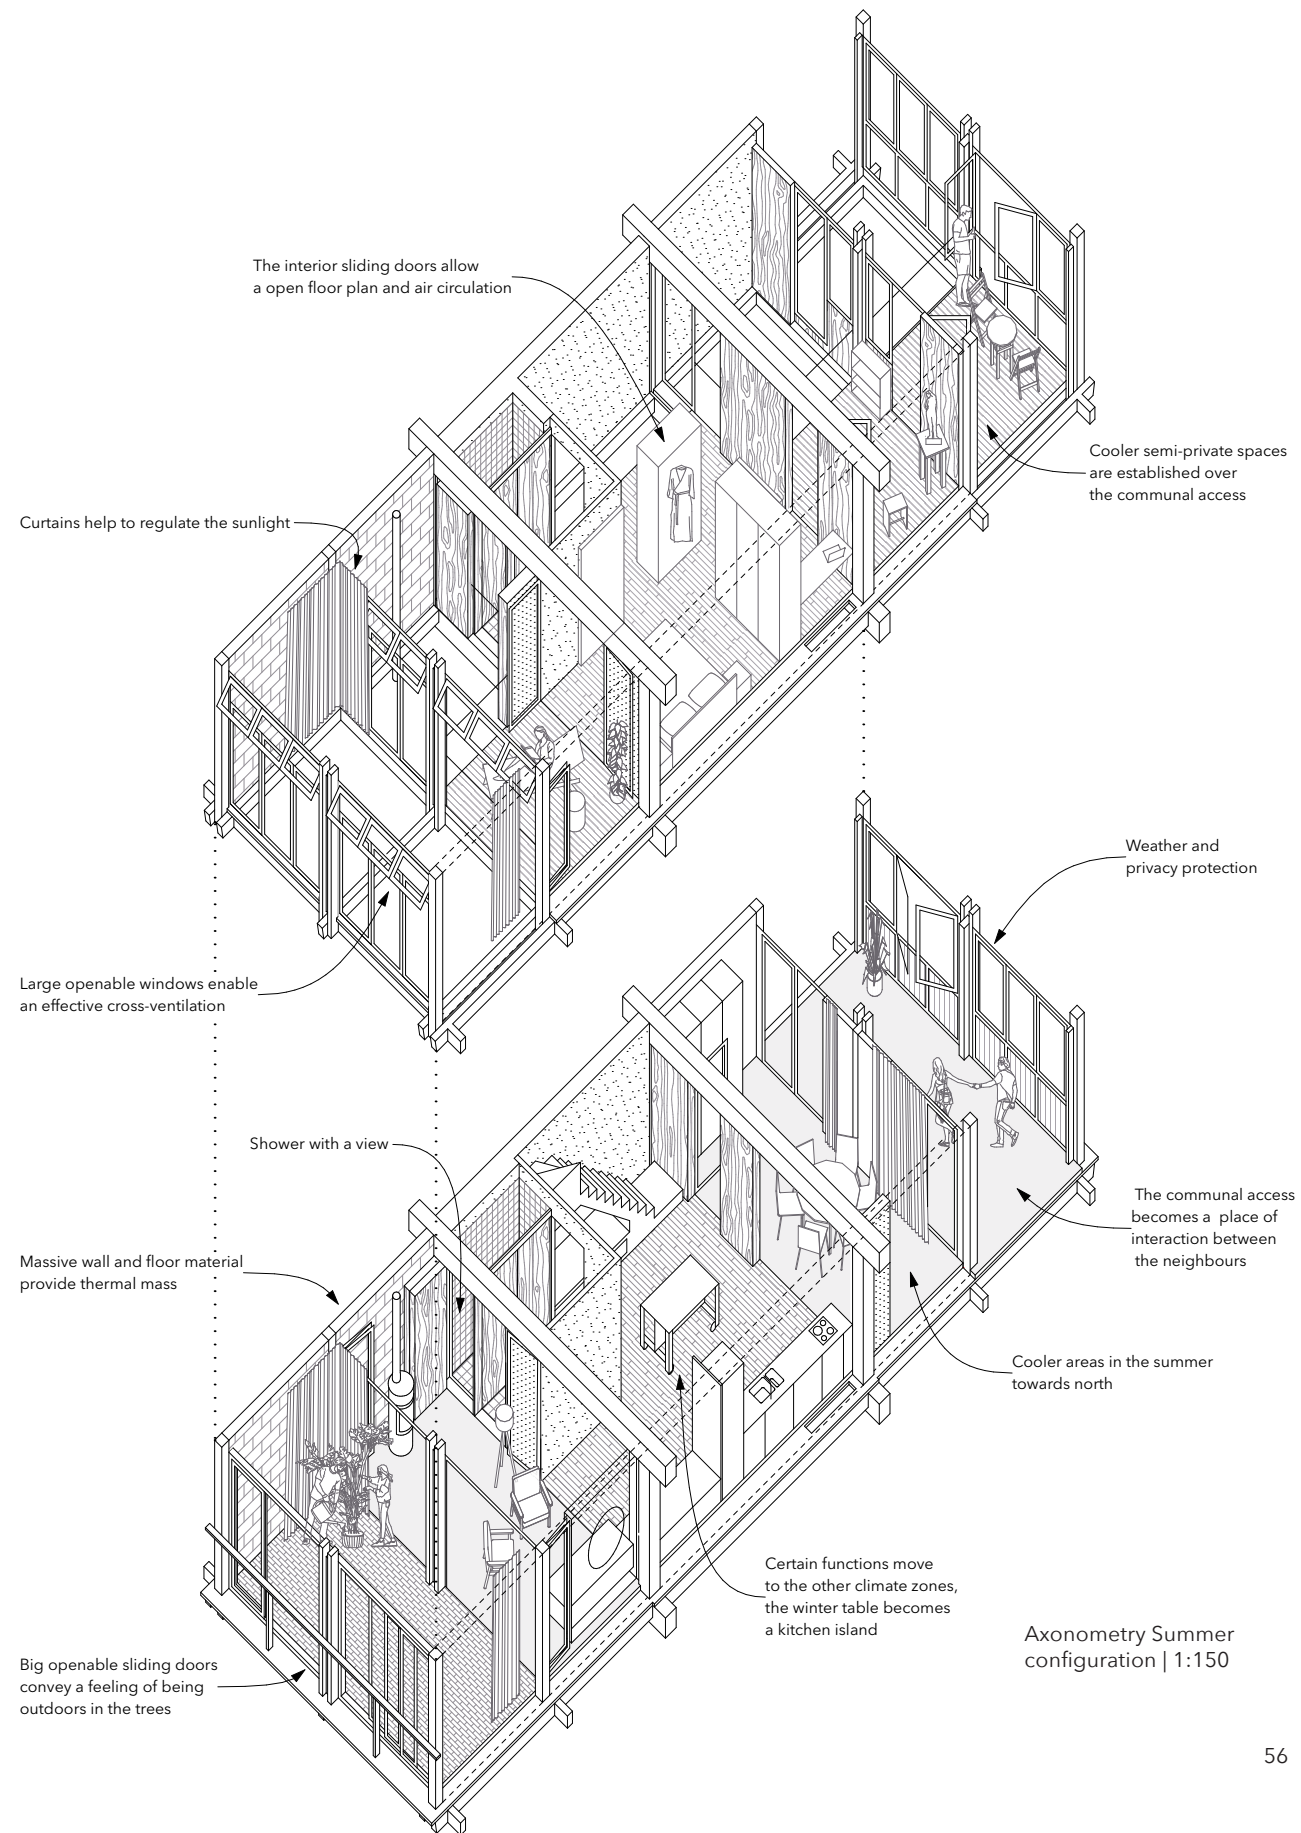 The interior sliding doors allow
a open floor plan and air circulation
Cooler semi-private spaces
are established over
the communal access
Curtains help to regulate the sunlight
Weather and
privacy protection
Large openable windows enable
an effective cross-ventilation
Shower with a view
The communal access
becomes a place of
interaction between
the neighbours
Massive wall and floor material
provide thermal mass
Cooler areas in the summer
towards north
Certain functions move
to the other climate zones,
the winter table becomes
a kitchen island
Big openable sliding doors
convey a feeling of being
outdoors in the trees
Axonometry Summer
configuration | 1:150
56